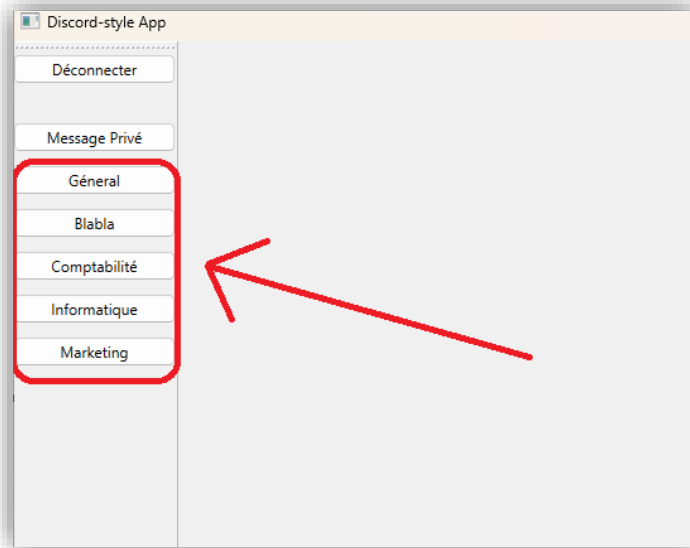 Discord-style App
Déconnecter
Message Privé
Géneral
Blabla
Comptabilité
Informatique
Marketing